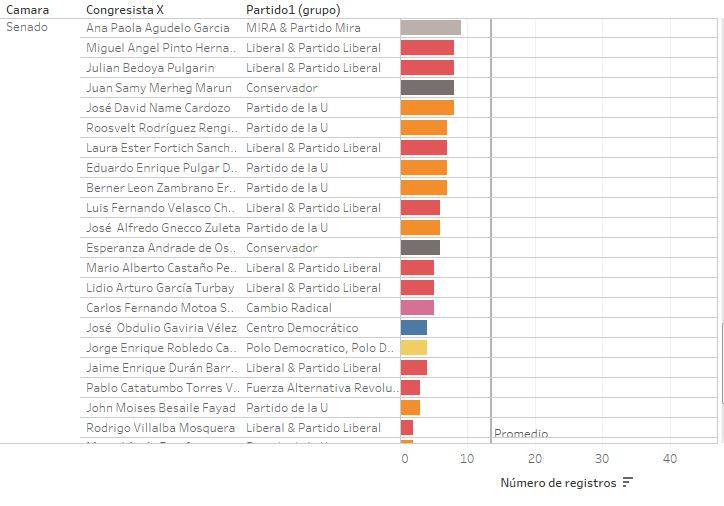 Camara Congresista X Partido1 (grupo)
Senado Ana Paola Agudelo Garcia MIRA & Partido Mira
Miguel Angel Pinto Herna.. Liberal & Partido Liberal
Julian Bedoya Pulgarin Liberal & Partido Liberal
Juan Samy Merheg Marun Conservador
José David Name Cardozo Partido de la U
Roosvelt Rodríguez Rengi.. Partido de la U
Laura Ester Fortich Sanch.. Liberal & Partido Liberal
Eduardo Enrique Pulgar D.. Partido de la U
Berner Leon Zambrano Er.. Partido de la U
Luis Fernando Velasco Ch.. Liberal & Partido Liberal
José Alfredo Gnecco Zuleta Partido de la U
Esperanza Andrade de Os.. Conservador
Mario Alberto Castaño Pe.. Liberal & Partido Liberal
Lidio Arturo García Turbay Liberal & Partido Liberal
Carlos Fernando Motoa S.. Cambio Radical
José Obdulio Gaviria Vélez Centro Democrático
Jorge Enrique Robledo Ca.. Polo Democratico, Polo D..
Jaime Enrique Durán Barr.. Liberal & Partido Liberal
Pablo Catatumbo Torres V.. Fuerza Alternativa Revolu..
John Moises Besaile Fayad Partido de la U
Rodrigo Villalba Mosquera Liberal & Partido Liberal
Promedio
0 10 20 30 40
Número de registros